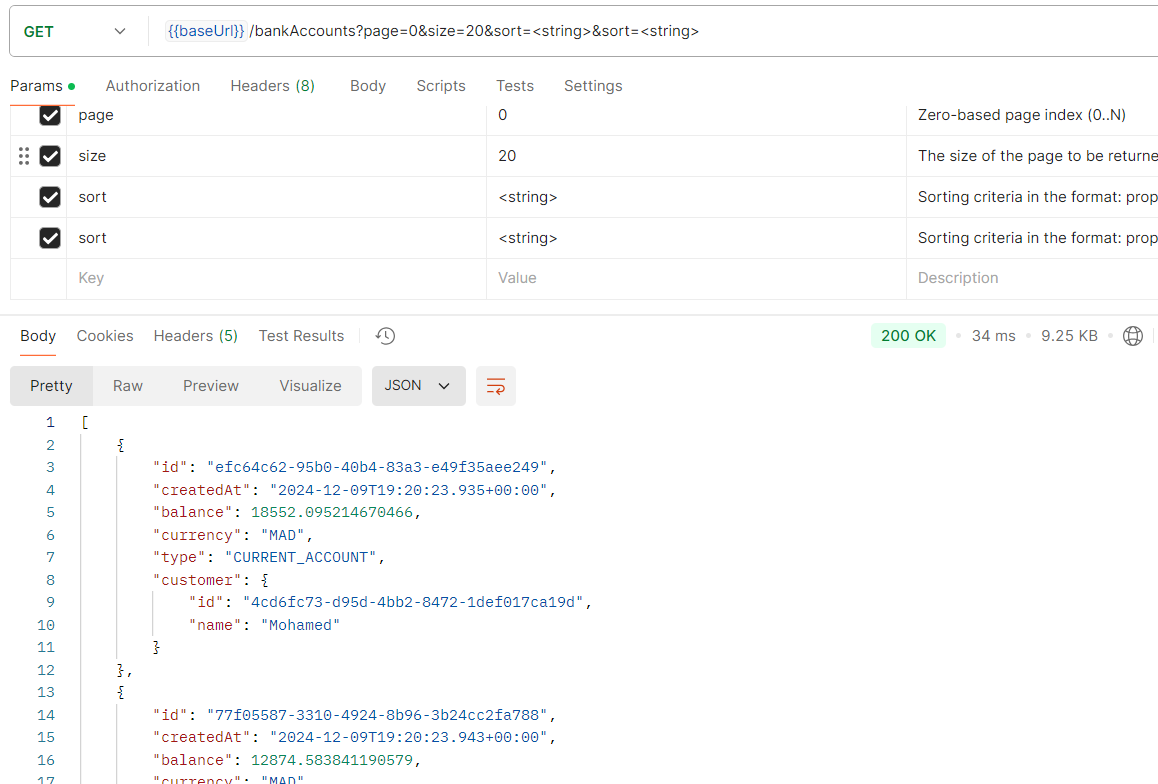 GET {{baseUrl}} /bankAccounts?page=0&size=20&sort=<string>&sort=<string>
Params Authorization Headers (8) Body Scripts Tests Settings
page 0 Zero-based page index (0..N)
size 20 The size of the page to be returne
sort <string> Sorting criteria in the format: prop
sort <string> Sorting criteria in the format: prop
Key Value Description
Body Cookies Headers (5) Test Results 200 OK • 34 ms • 9.25 KB •
Pretty Raw Preview Visualize JSON
1 [
2 {
3 "id": "efc64c62-95b0-40b4-83a3-e49f35aee249",
4 "createdAt": "2024-12-09T19:20:23.935+00:00",
5 "balance": 18552.095214670466,
6 "currency": "MAD",
7 "type": "CURRENT_ACCOUNT",
8 "customer": {
9 "id": "4cd6fc73-d95d-4bb2-8472-1def017ca19d",
10 "name": "Mohamed"
11 }
12 },
13 {
14 "id": "77f05587-3310-4924-8b96-3b24cc2fa788",
15 "createdAt": "2024-12-09T19:20:23.943+00:00",
16 "balance": 12874.583841190579,
17 "currency": "MAD"